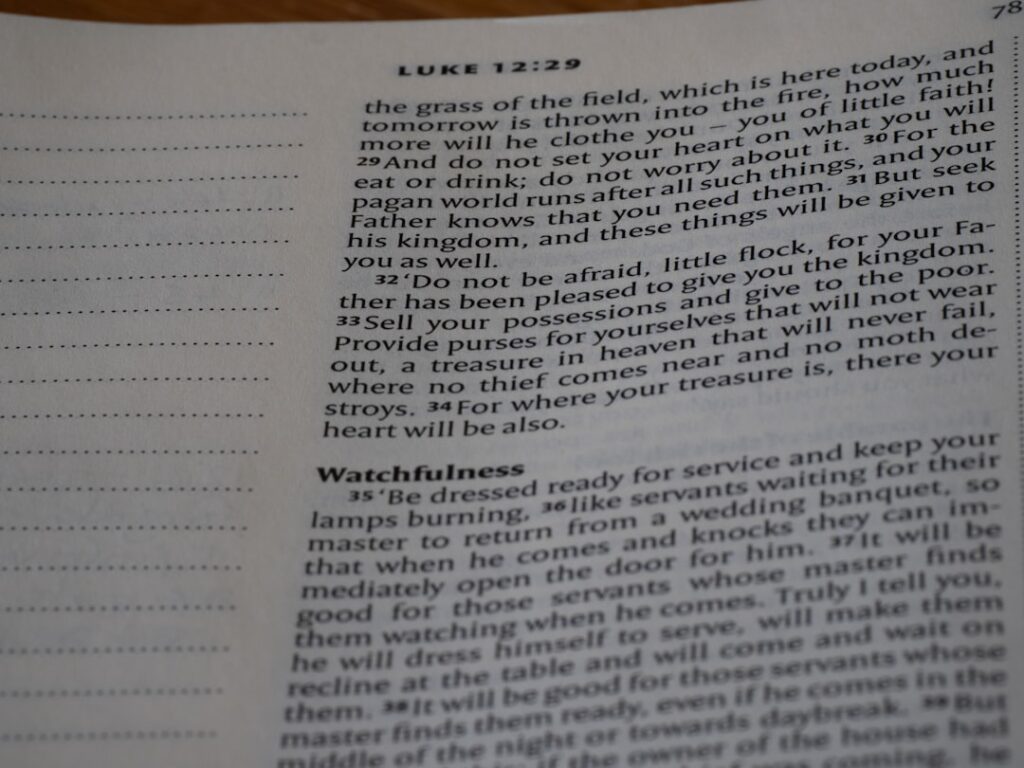 78
LUKE 12:29
the grass of the field, which is here today, and
tomorrow is thrown into the fire, how much
more will he clothe you – you of little faith!
29 And do not set your heart on what you will
eat or drink; do not worry about it. 30 For the
pagan world runs after all such things, and your
Father knows that you need them. 31 But seek
his kingdom, and these things will be given to
you as well.
32 ‘Do not be afraid, little flock, for your Fa-
ther has been pleased to give you the kingdom.
33 Sell your possessions and give to the poor.
Provide purses for yourselves that will not wear
out, a treasure in heaven that will never fail,
where no thief comes near and no moth de-
stroys. 34 For where your treasure is, there your
heart will be also.
Watchfulness
35 ‘Be dressed ready for service and keep your
lamps burning, 36 like servants waiting for their
master to return from a wedding banquet, so
that when he comes and knocks they can im-
mediately open the door for him. 37 It will be
good for those servants whose master finds
them watching when he comes. Truly I tell you,
he will dress himself to serve, will make them
recline at the table and will come and wait on
them. 38 It will be good for those servants whose
master finds them ready, even if he comes in the
middle of the night or towards daybreak. 39 But
if the owner of the house had
was coming, he